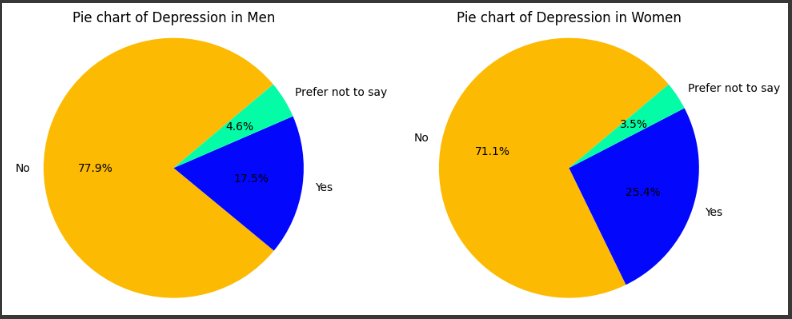 Pie chart of Depression in Men
Prefer not to say
4.6%
No
77.9%
17.5%
Yes
Pie chart of Depression in Women
Prefer not to say
3.5%
No
71.1%
25.4%
Yes